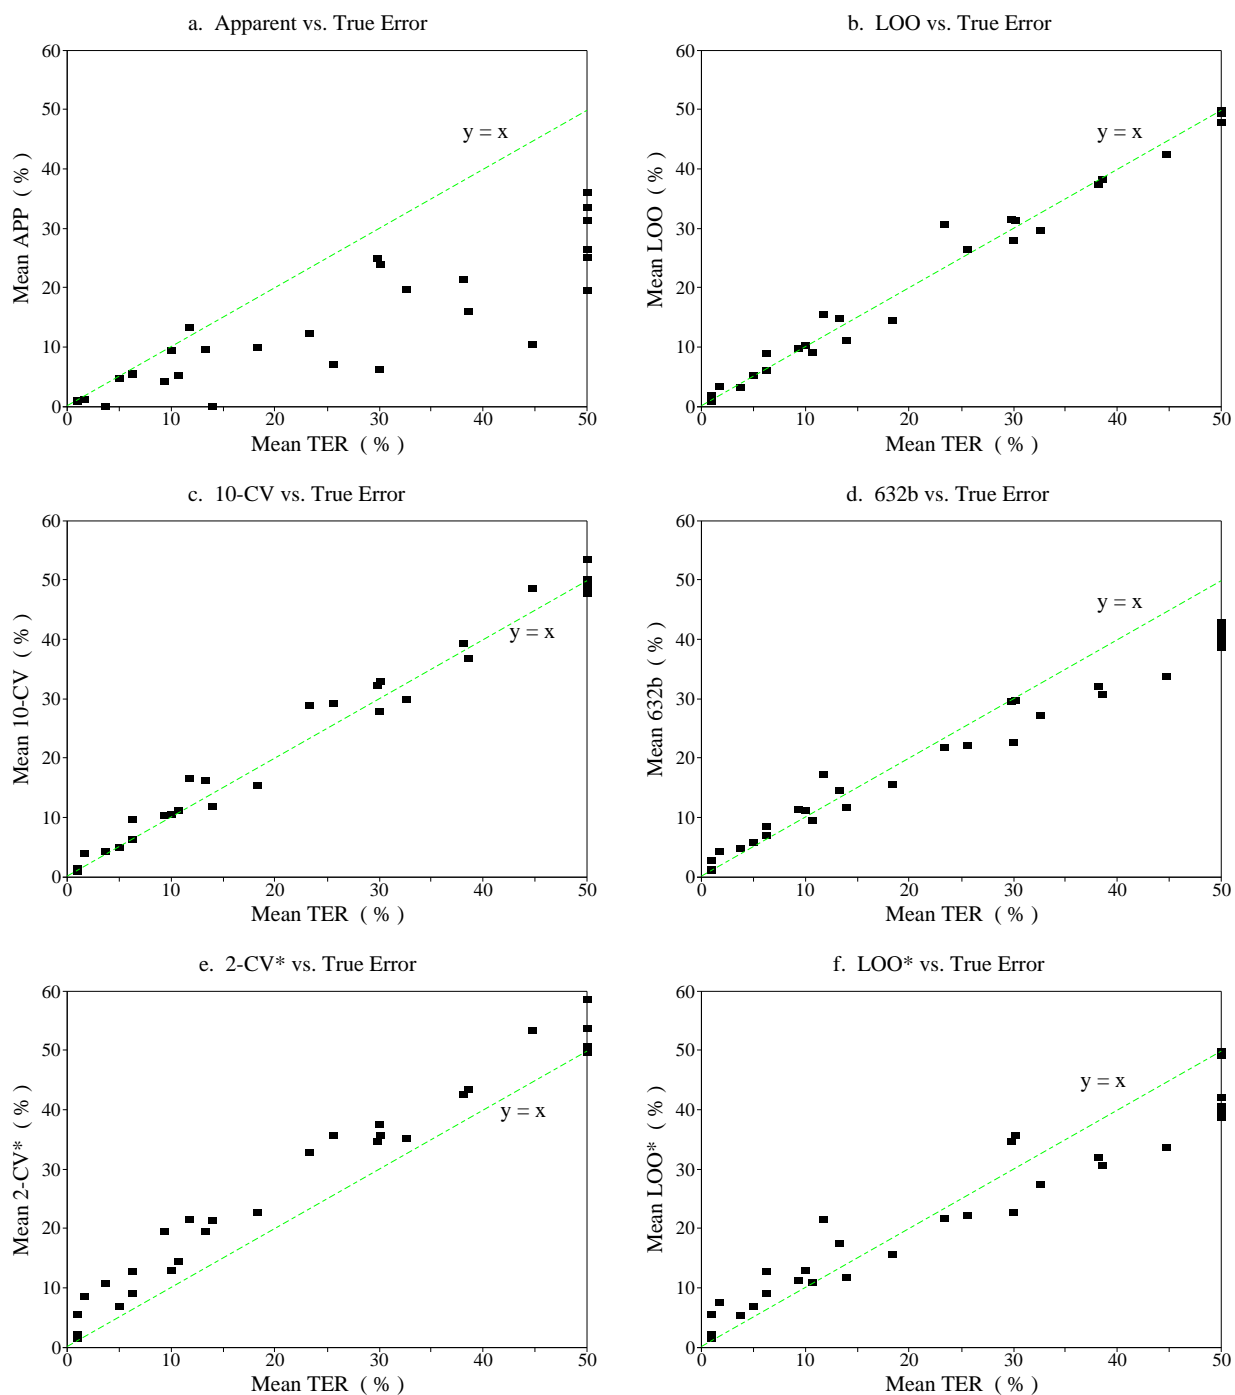 a. Apparent vs. True Error
60
50
40
30
20
10
0
Mean APP ( % )
y = x
0 10 20 30 40 50
Mean TER ( % )
b. LOO vs. True Error
60
50
40
30
20
10
0
Mean LOO ( % )
y = x
0 10 20 30 40 50
Mean TER ( % )
c. 10-CV vs. True Error
60
50
40
30
20
10
0
Mean 10-CV ( % )
y = x
0 10 20 30 40 50
Mean TER ( % )
d. 632b vs. True Error
60
50
40
30
20
10
0
Mean 632b ( % )
y = x
0 10 20 30 40 50
Mean TER ( % )
e. 2-CV* vs. True Error
60
50
40
30
20
10
0
Mean 2-CV* ( % )
y = x
0 10 20 30 40 50
Mean TER ( % )
f. LOO* vs. True Error
60
50
40
30
20
10
0
Mean LOO* ( % )
y = x
0 10 20 30 40 50
Mean TER ( % )